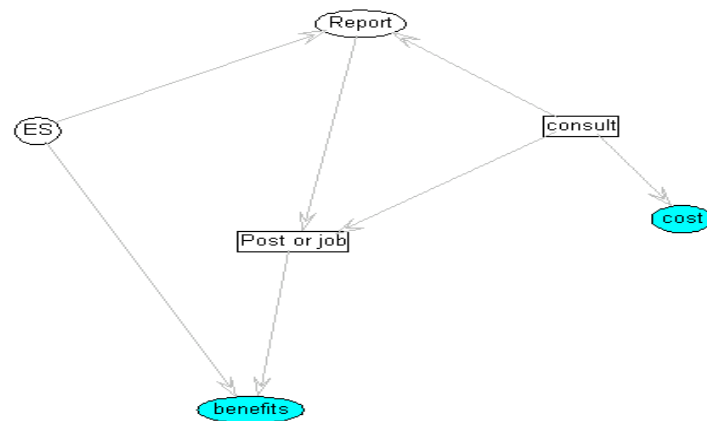 Report
ES
consult
cost
Post or job
benefits